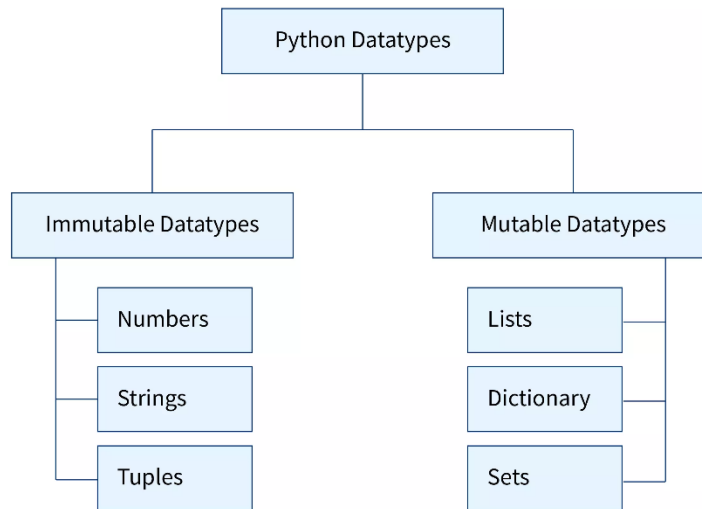 Python Datatypes
Immutable Datatypes
Mutable Datatypes
Numbers
Lists
Strings
Dictionary
Tuples
Sets